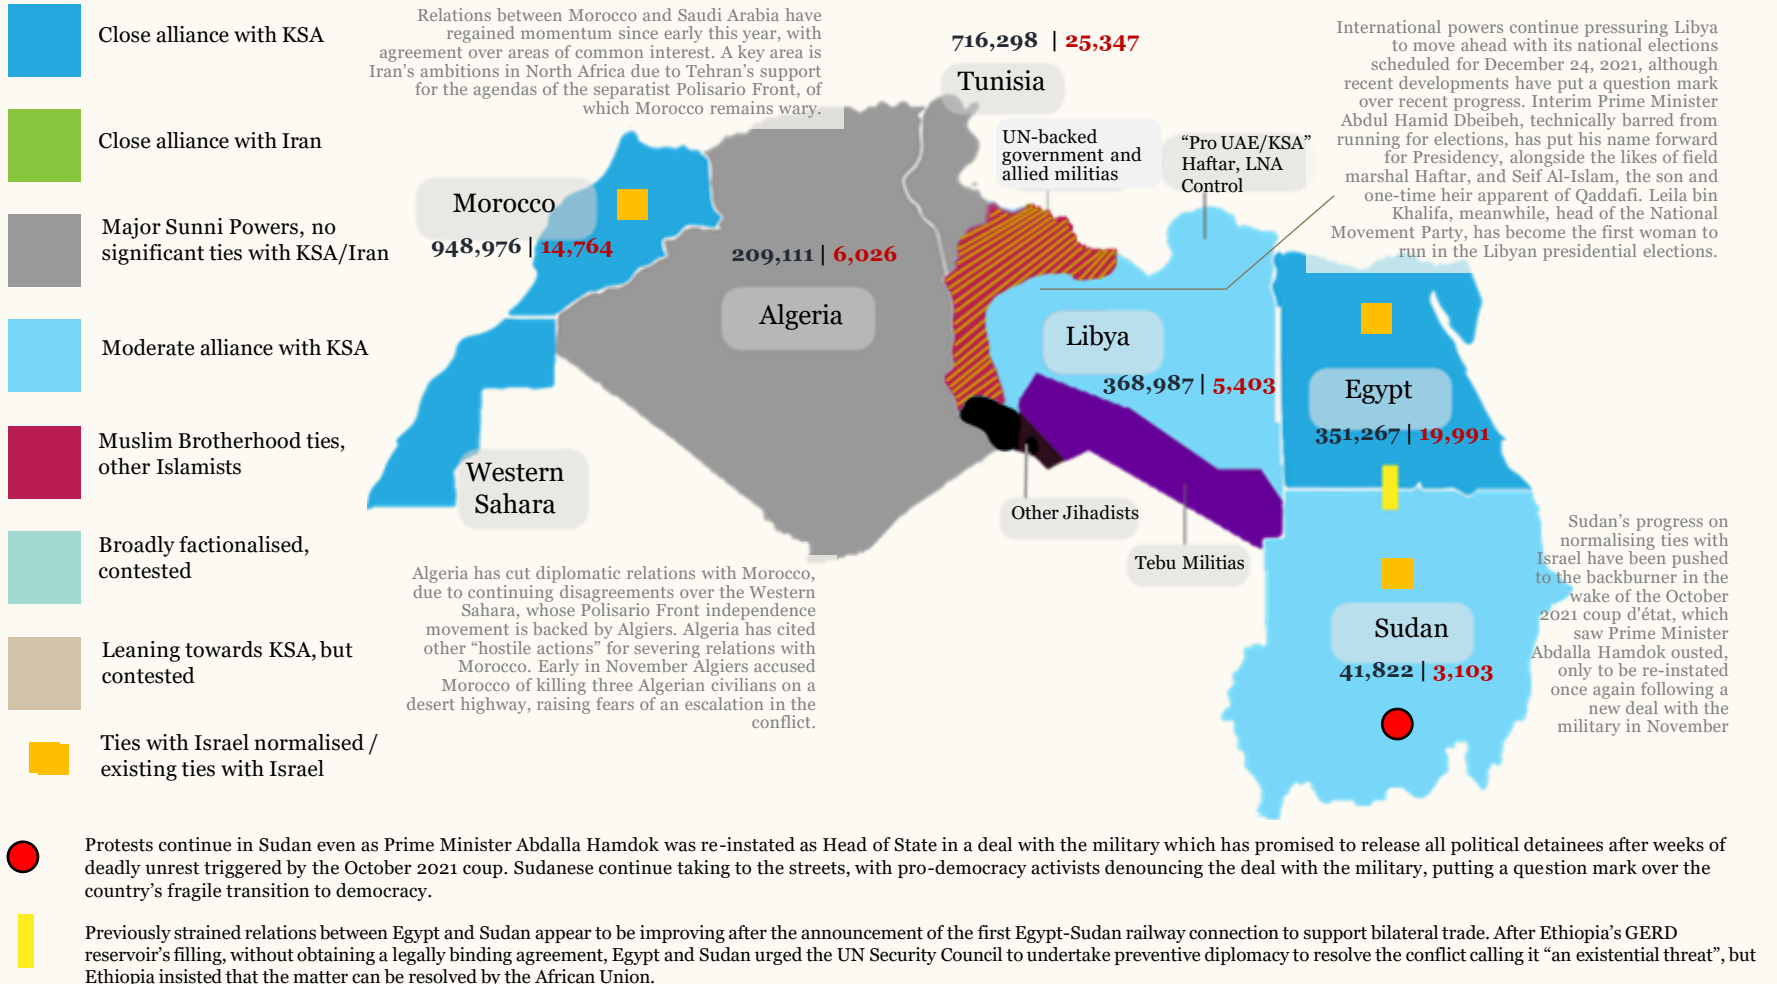 Close alliance with KSA
Close alliance with Iran
Major Sunni Powers, no
significant ties with KSA/Iran
Moderate alliance with KSA
Muslim Brotherhood ties,
other Islamists
Broadly factionalised,
contested
Leaning towards KSA, but
contested
Ties with Israel normalised /
existing ties with Israel
Relations between Morocco and Saudi Arabia have
regained momentum since early this year, with
agreement over areas of common interest. A key area is
Iran's ambitions in North Africa due to Tehran's support
for the agendas of the separatist Polisario Front, of
which Morocco remains wary.
716,298 | 25,347
Tunisia
UN-backed
government and
allied militias
“Pro UAE/KSA”
Haftar, LNA
Control
International powers continue pressuring Libya
to move ahead with its national elections
scheduled for December 24, 2021, although
recent developments have put a question mark
over recent progress. Interim Prime Minister
Abdul Hamid Dbeibeh, technically barred from
running for elections, has put his name forward
for Presidency, alongside the likes of field
marshal Haftar, and Seif Al-Islam, the son and
one-time heir apparent of Qaddafi. Leila bin
Khalifa, meanwhile, head of the National
Movement Party, has become the first woman to
run in the Libyan presidential elections.
Morocco
948,976 | 14,764
209,111 | 6,026
Algeria
Libya
368,987 | 5,403
Egypt
351,267 | 19,991
Western
Sahara
Other Jihadists
Tebu Militias
Algeria has cut diplomatic relations with Morocco,
due to continuing disagreements over the Western
Sahara, whose Polisario Front independence
movement is backed by Algiers. Algeria has cited
other “hostile actions” for severing relations with
Morocco. Early in November Algiers accused
Morocco of killing three Algerian civilians on a
desert highway, raising fears of an escalation in the
conflict.
Sudan
41,822 | 3,103
Sudan's progress on
normalising ties with
Israel have been pushed
to the backburner in the
wake of the October
2021 coup d'état, which
saw Prime Minister
Abdalla Hamdok ousted,
only to be re-instated
once again following a
new deal with the
military in November
Protests continue in Sudan even as Prime Minister Abdalla Hamdok was re-instated as Head of State in a deal with the military which has promised to release all political detainees after weeks of
deadly unrest triggered by the October 2021 coup. Sudanese continue taking to the streets, with pro-democracy activists denouncing the deal with the military, putting a question mark over the
country's fragile transition to democracy.
Previously strained relations between Egypt and Sudan appear to be improving after the announcement of the first Egypt-Sudan railway connection to support bilateral trade. After Ethiopia's GERD
reservoir's filling, without obtaining a legally binding agreement, Egypt and Sudan urged the UN Security Council to undertake preventive diplomacy to resolve the conflict calling it “an existential threat”, but
Ethiopia insisted that the matter can be resolved by the African Union.